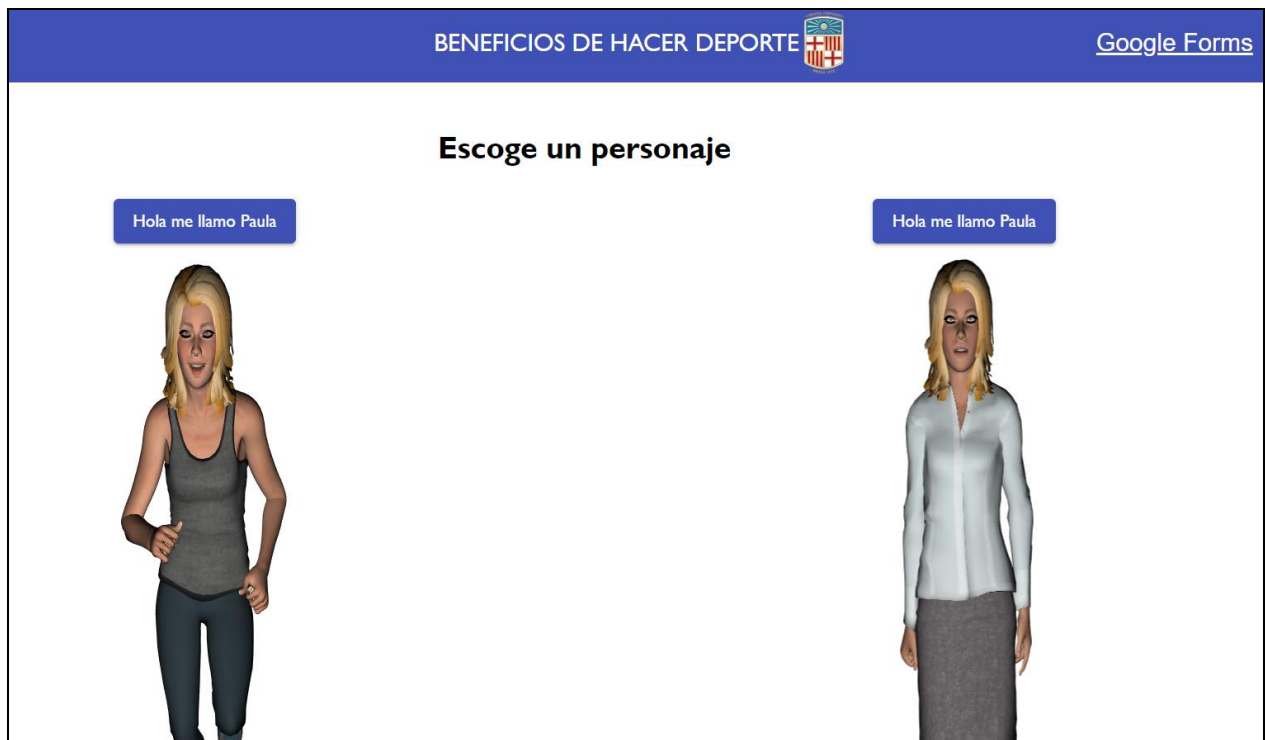 BENEFICIOS DE HACER DEPORTE
Google Forms
Escoge un personaje
Hola me llamo Paula
Hola me llamo Paula